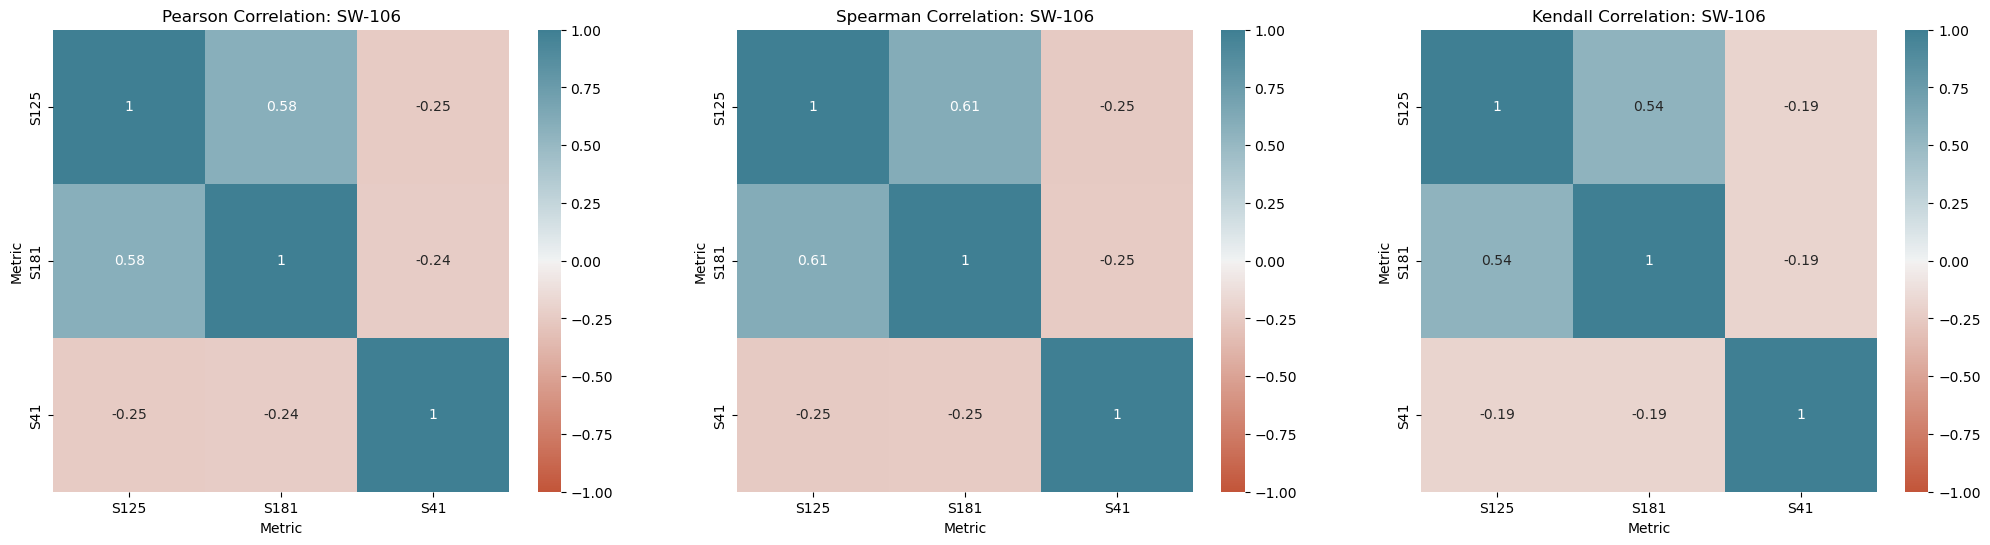 Pearson Correlation: SW-106
Metric
S125
S181
S41
1
0.58
-0.25
0.58
1
-0.24
-0.25
-0.24
1
S125
S181
S41
Metric
1.00
0.75
0.50
0.25
0.00
−0.25
−0.50
−0.75
−1.00
Spearman Correlation: SW-106
Metric
S125
S181
S41
1
0.61
-0.25
0.61
1
-0.25
-0.25
-0.25
1
S125
S181
S41
Metric
1.00
0.75
0.50
0.25
0.00
−0.25
−0.50
−0.75
−1.00
Kendall Correlation: SW-106
Metric
S125
S181
S41
1
0.54
-0.19
0.54
1
-0.19
-0.19
-0.19
1
S125
S181
S41
Metric
1.00
0.75
0.50
0.25
0.00
−0.25
−0.50
−0.75
−1.00